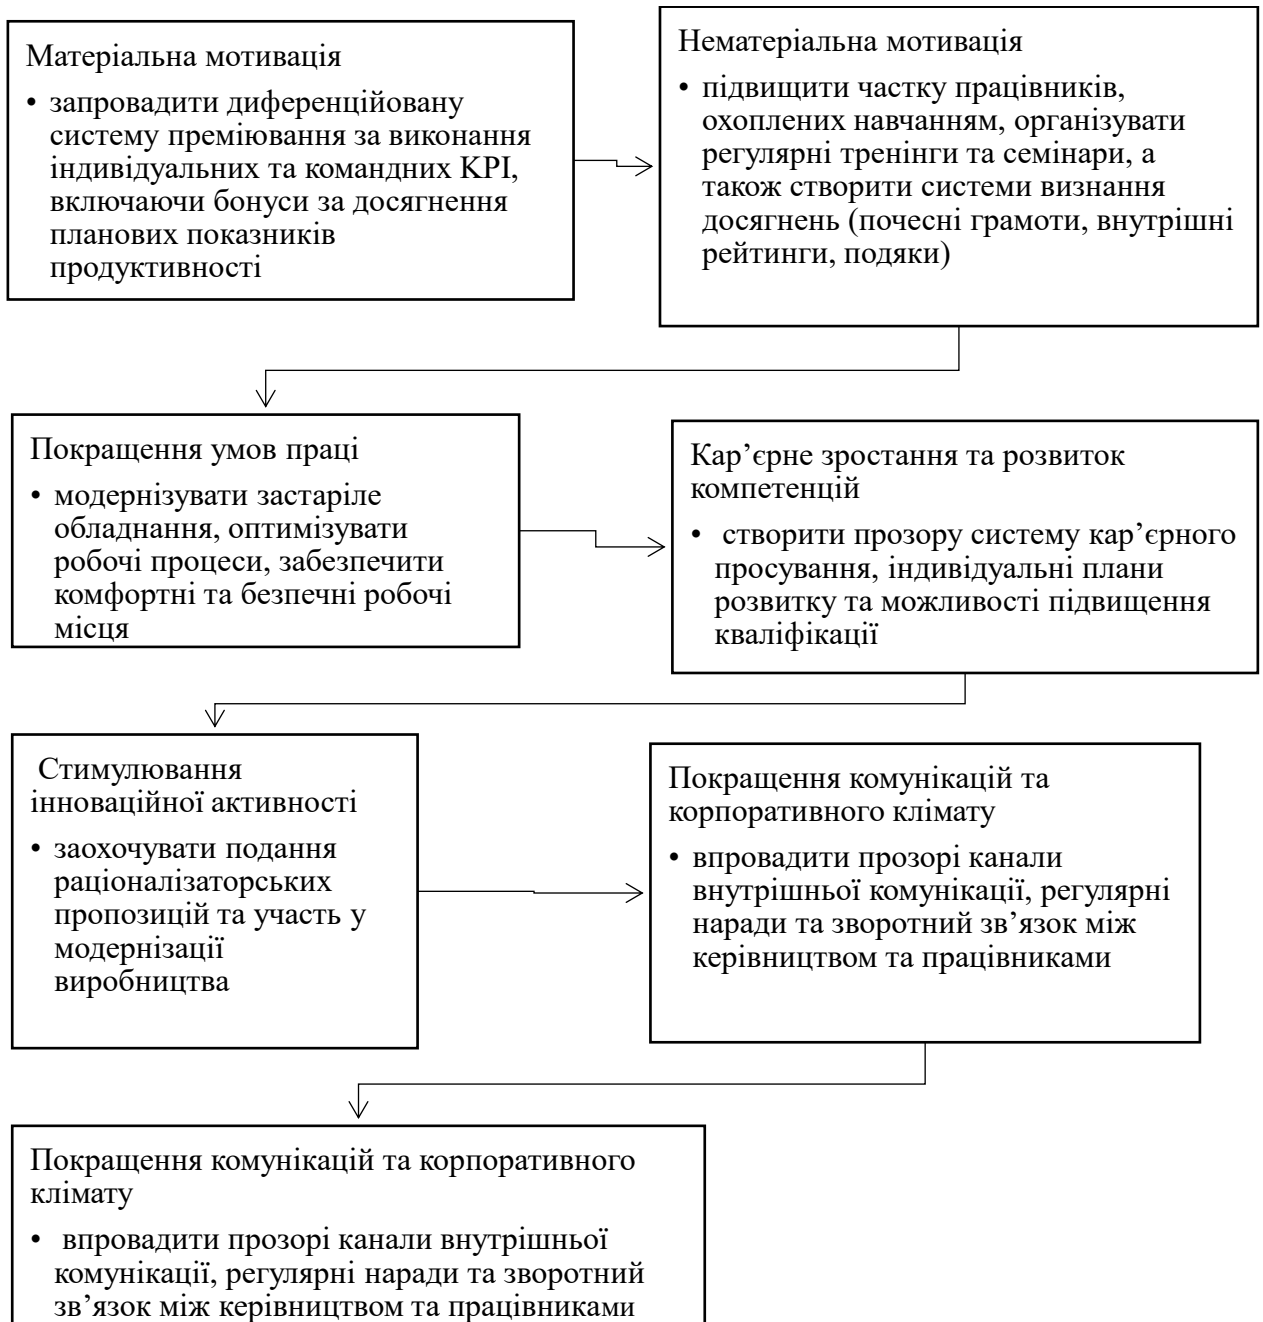 Матеріальна мотивація
• запровадити диференційовану
систему преміювання за виконання
індивідуальних та командних KPI,
включаючи бонуси за досягнення
планових показників
продуктивності
Нематеріальна мотивація
• підвищити частку працівників,
охоплених навчанням, організувати
регулярні тренінги та семінари, а
також створити системи визнання
досягнень (почесні грамоти, внутрішні
рейтинги, подяки)
Покращення умов праці
• модернізувати застаріле
обладнання, оптимізувати
робочі процеси, забезпечити
комфортні та безпечні робочі
місця
Кар’єрне зростання та розвиток
компетенцій
• створити прозору систему кар’єрного
просування, індивідуальні плани
розвитку та можливості підвищення
кваліфікації
Стимулювання
інноваційної активності
• заохочувати подання
раціоналізаторських
пропозицій та участь у
модернізації
виробництва
Покращення комунікацій та
корпоративного клімату
• впровадити прозорі канали
внутрішньої комунікації, регулярні
наради та зворотний зв’язок між
керівництвом та працівниками
Покращення комунікацій та корпоративного
клімату
• впровадити прозорі канали внутрішньої
комунікації, регулярні наради та зворотний
зв’язок між керівництвом та працівниками